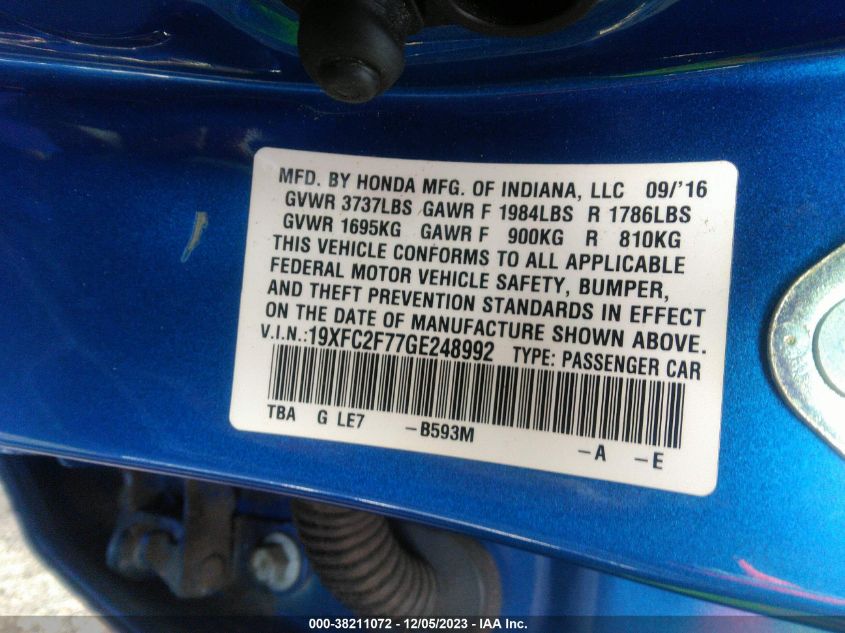 MFD. BY HONDA MFG. OF INDIANA, LLC 09/'16
GVWR 3737LBS GAWR F 1984LBS R 1786LBS
GVWR 1695KG GAWR F 900KG R 810KG
THIS VEHICLE CONFORMS TO ALL APPLICABLE
FEDERAL MOTOR VEHICLE SAFETY, BUMPER,
AND THEFT PREVENTION STANDARDS IN EFFECT
ON THE DATE OF MANUFACTURE SHOWN ABOVE.
V.I.N.:19XFC2F77GE248992 TYPE: PASSENGER CAR
TBA G LE7 -B593M -A -E
000-38211072 - 12/05/2023 - IAA Inc.